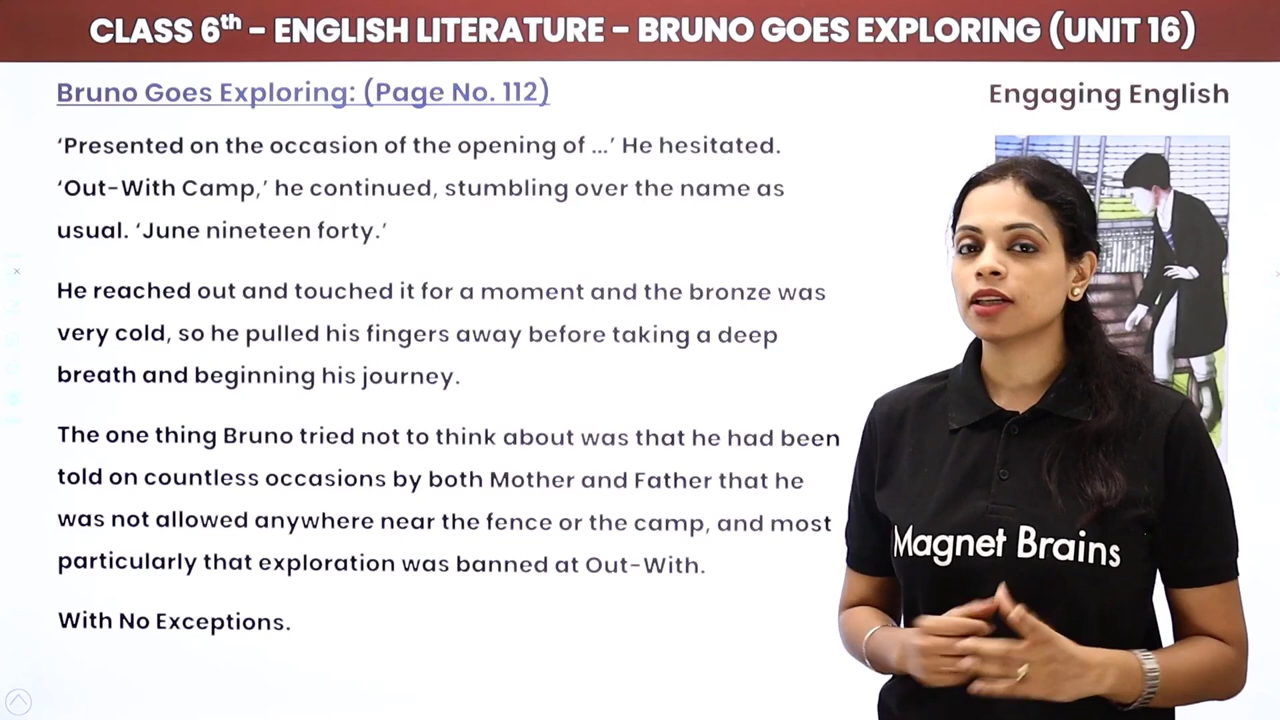 CLASS 6th – ENGLISH LITERATURE – BRUNO GOES EXPLORING (UNIT 16)
Bruno Goes Exploring: (Page No. 112)
Engaging English
‘Presented on the occasion of the opening of ...’ He hesitated.
‘Out-With Camp,’ he continued, stumbling over the name as
usual. ‘June nineteen forty.’
He reached out and touched it for a moment and the bronze was
very cold, so he pulled his fingers away before taking a deep
breath and beginning his journey.
The one thing Bruno tried not to think about was that he had been
told on countless occasions by both Mother and Father that he
was not allowed anywhere near the fence or the camp, and most
particularly that exploration was banned at Out-With.
With No Exceptions.
Magnet Brains